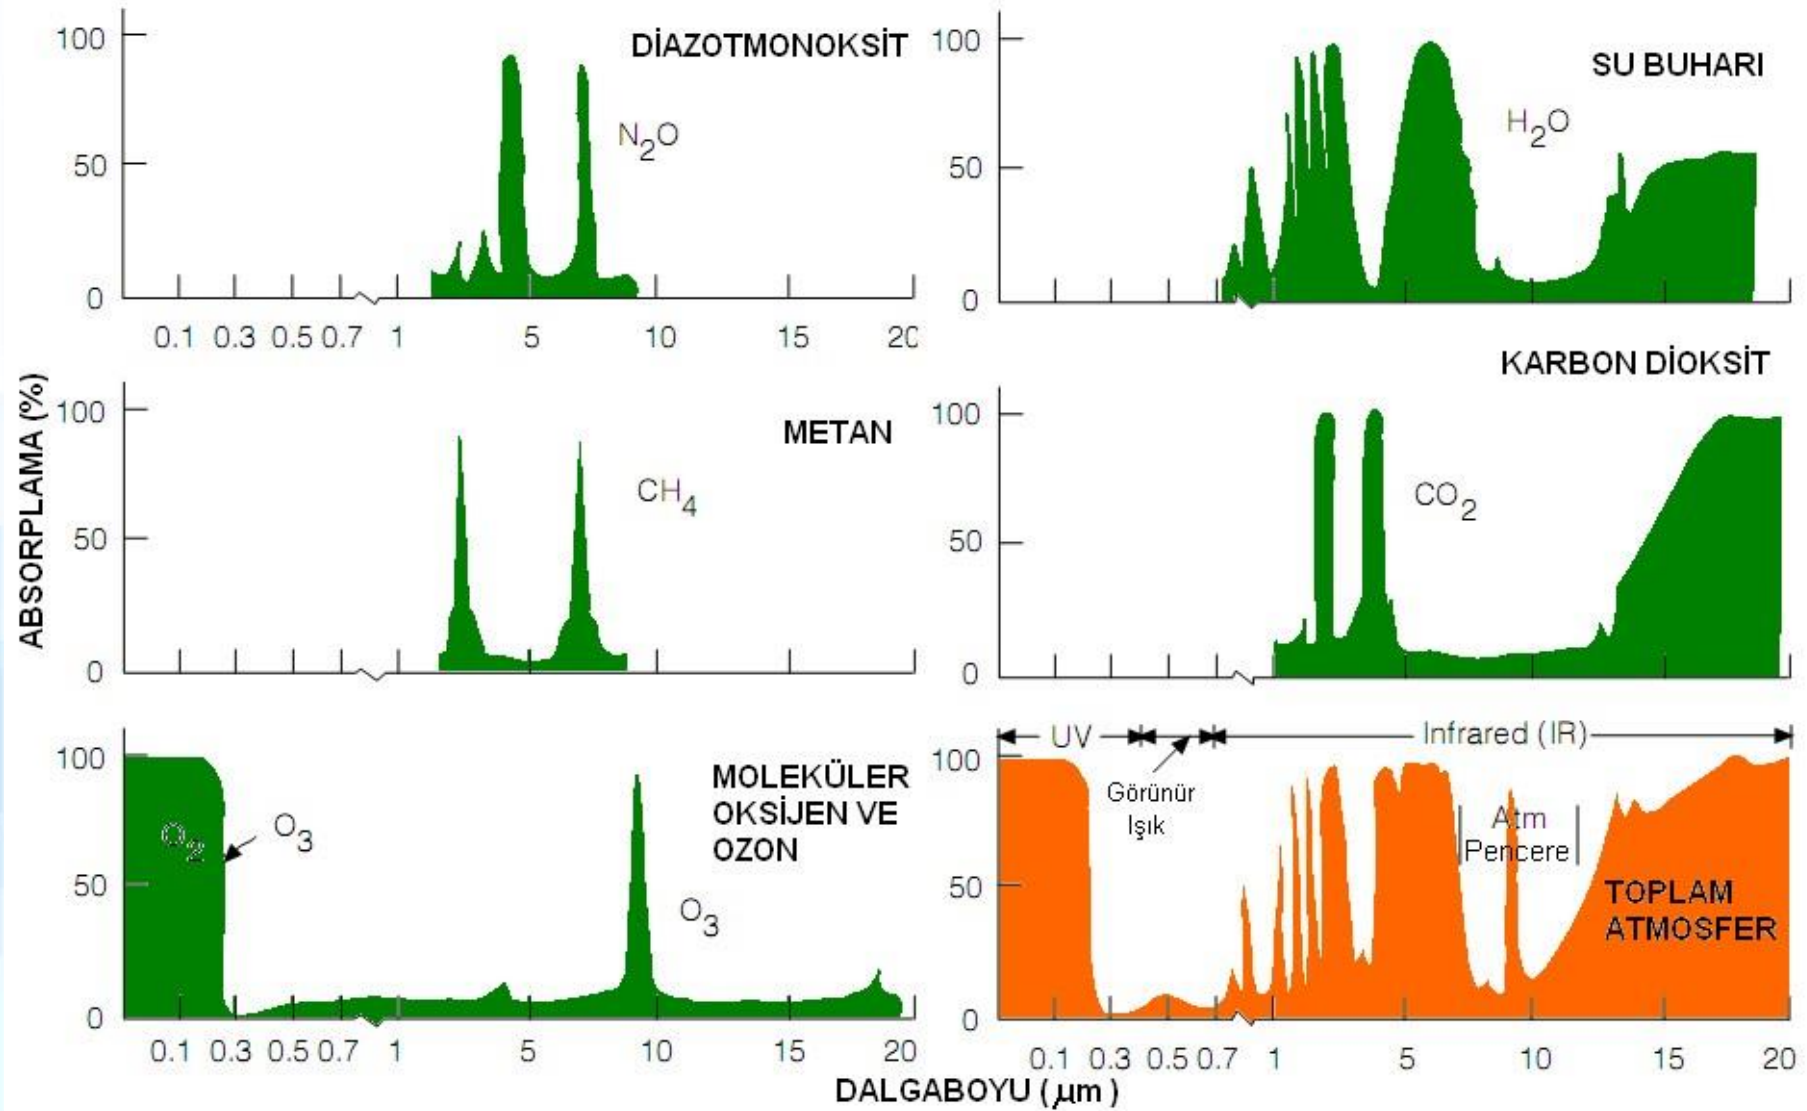 DİAZOTMONOKSİT
N2O
100
50
0
0.1 0.3 0.5 0.7 1 5 10 15 20
SU BUHARI
H2O
100
50
0
METAN
CH4
100
50
0
KARBON DİOKSİT
CO2
100
50
0
ABSORPLAMA (%)
MOLEKÜLER
OKSİJEN VE
OZON
O2
O3
O3
100
50
0
0.1 0.3 0.5 0.7 1 5 10 15 20
UV
Infrared (IR)
Görünür
Işık
Atm
Pencere
TOPLAM
ATMOSFER
100
50
0
0.1 0.3 0.5 0.7 1 5 10 15 20
DALGABOYU (μm)